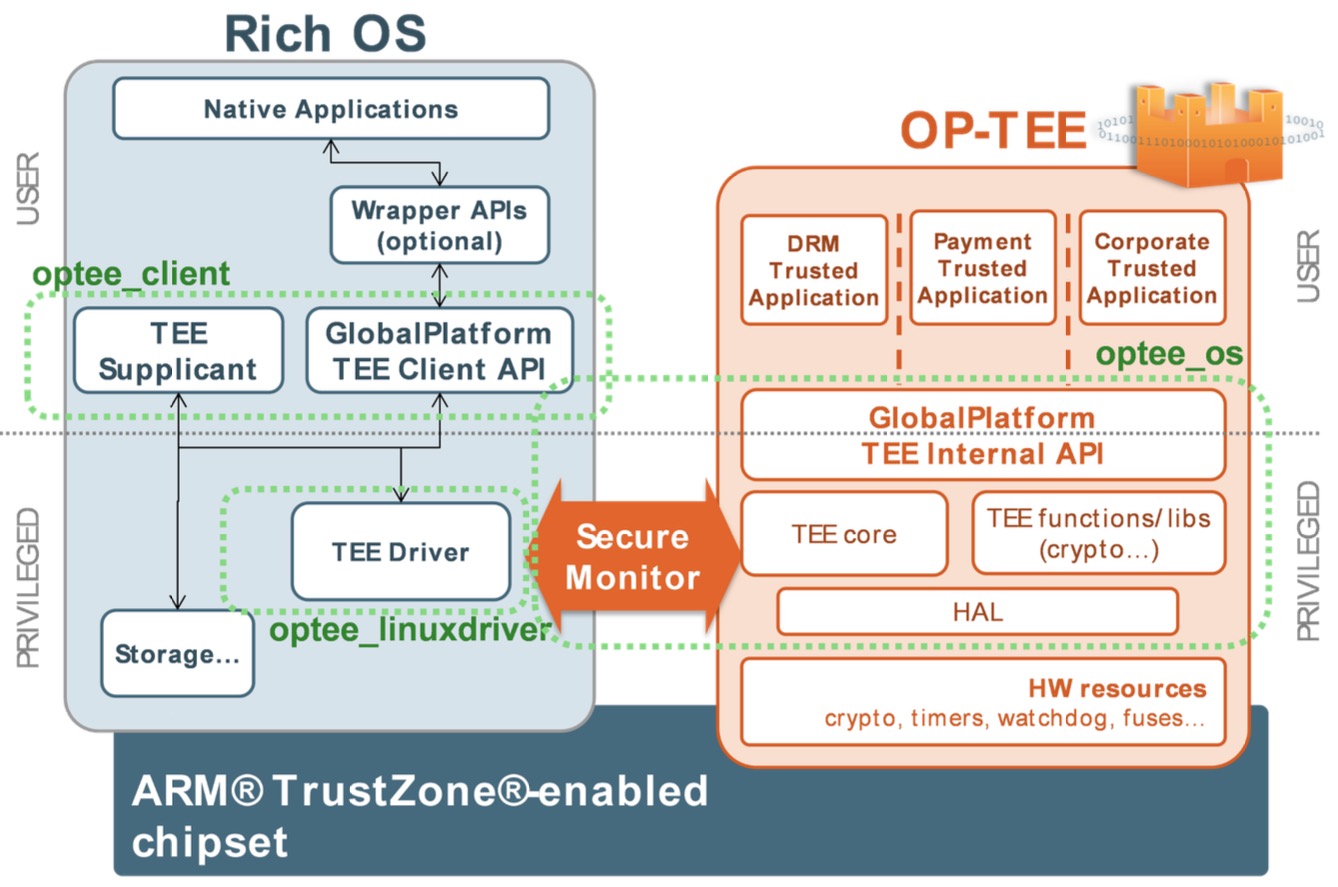 Rich OS
Native Applications
Wrapper APIs
(optional)
optee_client
TEE
Supplicant
GlobalPlatform
TEE Client API
TEE Driver
optee_linuxdriver
Storage...
USER
PRIVILEGED
Secure
Monitor
OP-TEE
10101
10010
DRM
Trusted
Application
Payment
Trusted
Application
Corporate
Trusted
Application
optee_os
GlobalPlatform
TEE Internal API
TEE core
TEE functions/libs
(crypto...)
HAL
HW resources
crypto, timers, watchdog, fuses...
USER
PRIVILEGED
ARM® TrustZone®-enabled
chipset